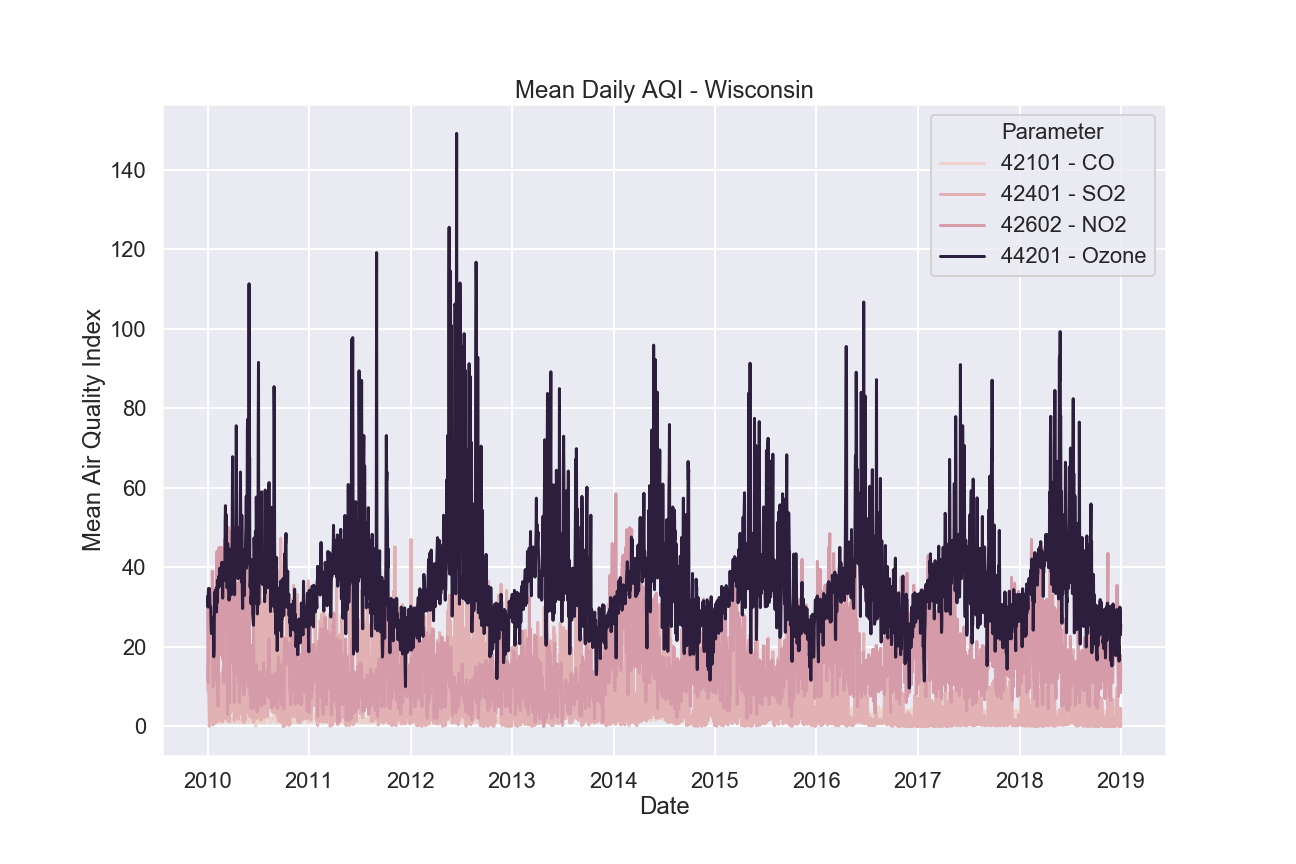 Mean Daily AQI - Wisconsin
Parameter
42101 - CO
42401 - SO2
42602 - NO2
44201 - Ozone
Mean Air Quality Index
140
120
100
80
60
40
20
0
2010 2011 2012 2013 2014 2015 2016 2017 2018 2019
Date